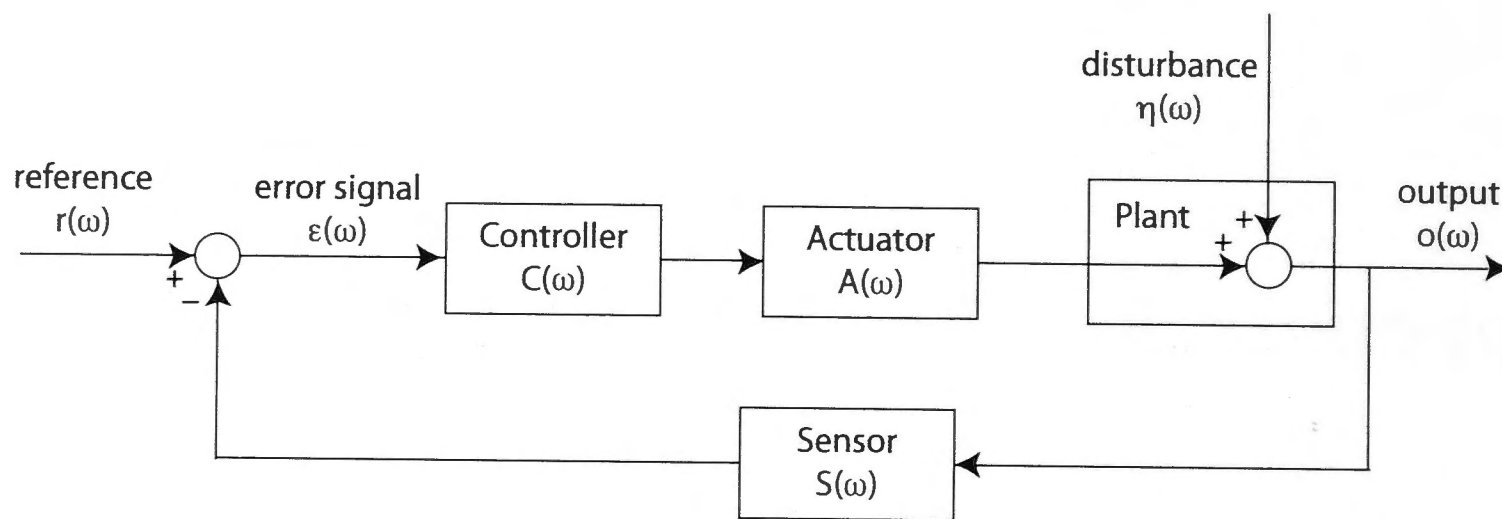 disturbance
η(ω)
reference
r(ω)
error signal
ε(ω)
Controller
C(ω)
Actuator
A(ω)
Plant
output
o(ω)
+
−
+
+
Sensor
S(ω)